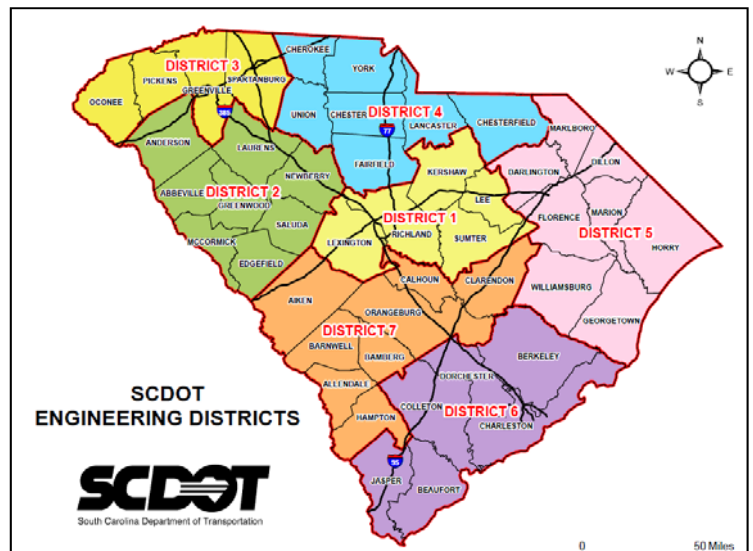 N
W E
S
CHEROKEE
YORK
DISTRICT 3
SPARTANBURG
PICKENS
OCONEE
GREENVILLE
385
UNION
CHESTER
DISTRICT 4
LANCASTER
77
CHESTERFIELD
MARLBORO
ANDERSON
LAURENS
FAIRFIELD
DILLON
KERSHAW
DARLINGTON
NEWBERRY
ABBEVILLE
DISTRICT 2
GREENWOOD
LEE
MARION
FLORENCE
SALUDA
DISTRICT 1
RICHLAND
DISTRICT 5
LEXINGTON
SUMTER
MCCORMICK
HORRY
EDGEFIELD
CALHOUN
CLARENDON
AIKEN
WILLIAMSBURG
ORANGEBURG
GEORGETOWN
DISTRICT 7
BARNWELL
BAMBERG
BERKELEY
DORCHESTER
ALLENDALE
COLLETON
DISTRICT 6
HAMPTON
CHARLESTON
95
JASPER
BEAUFORT
SCDOT
ENGINEERING DISTRICTS
SCDOT
South Carolina Department of Transportation
0 50 Miles